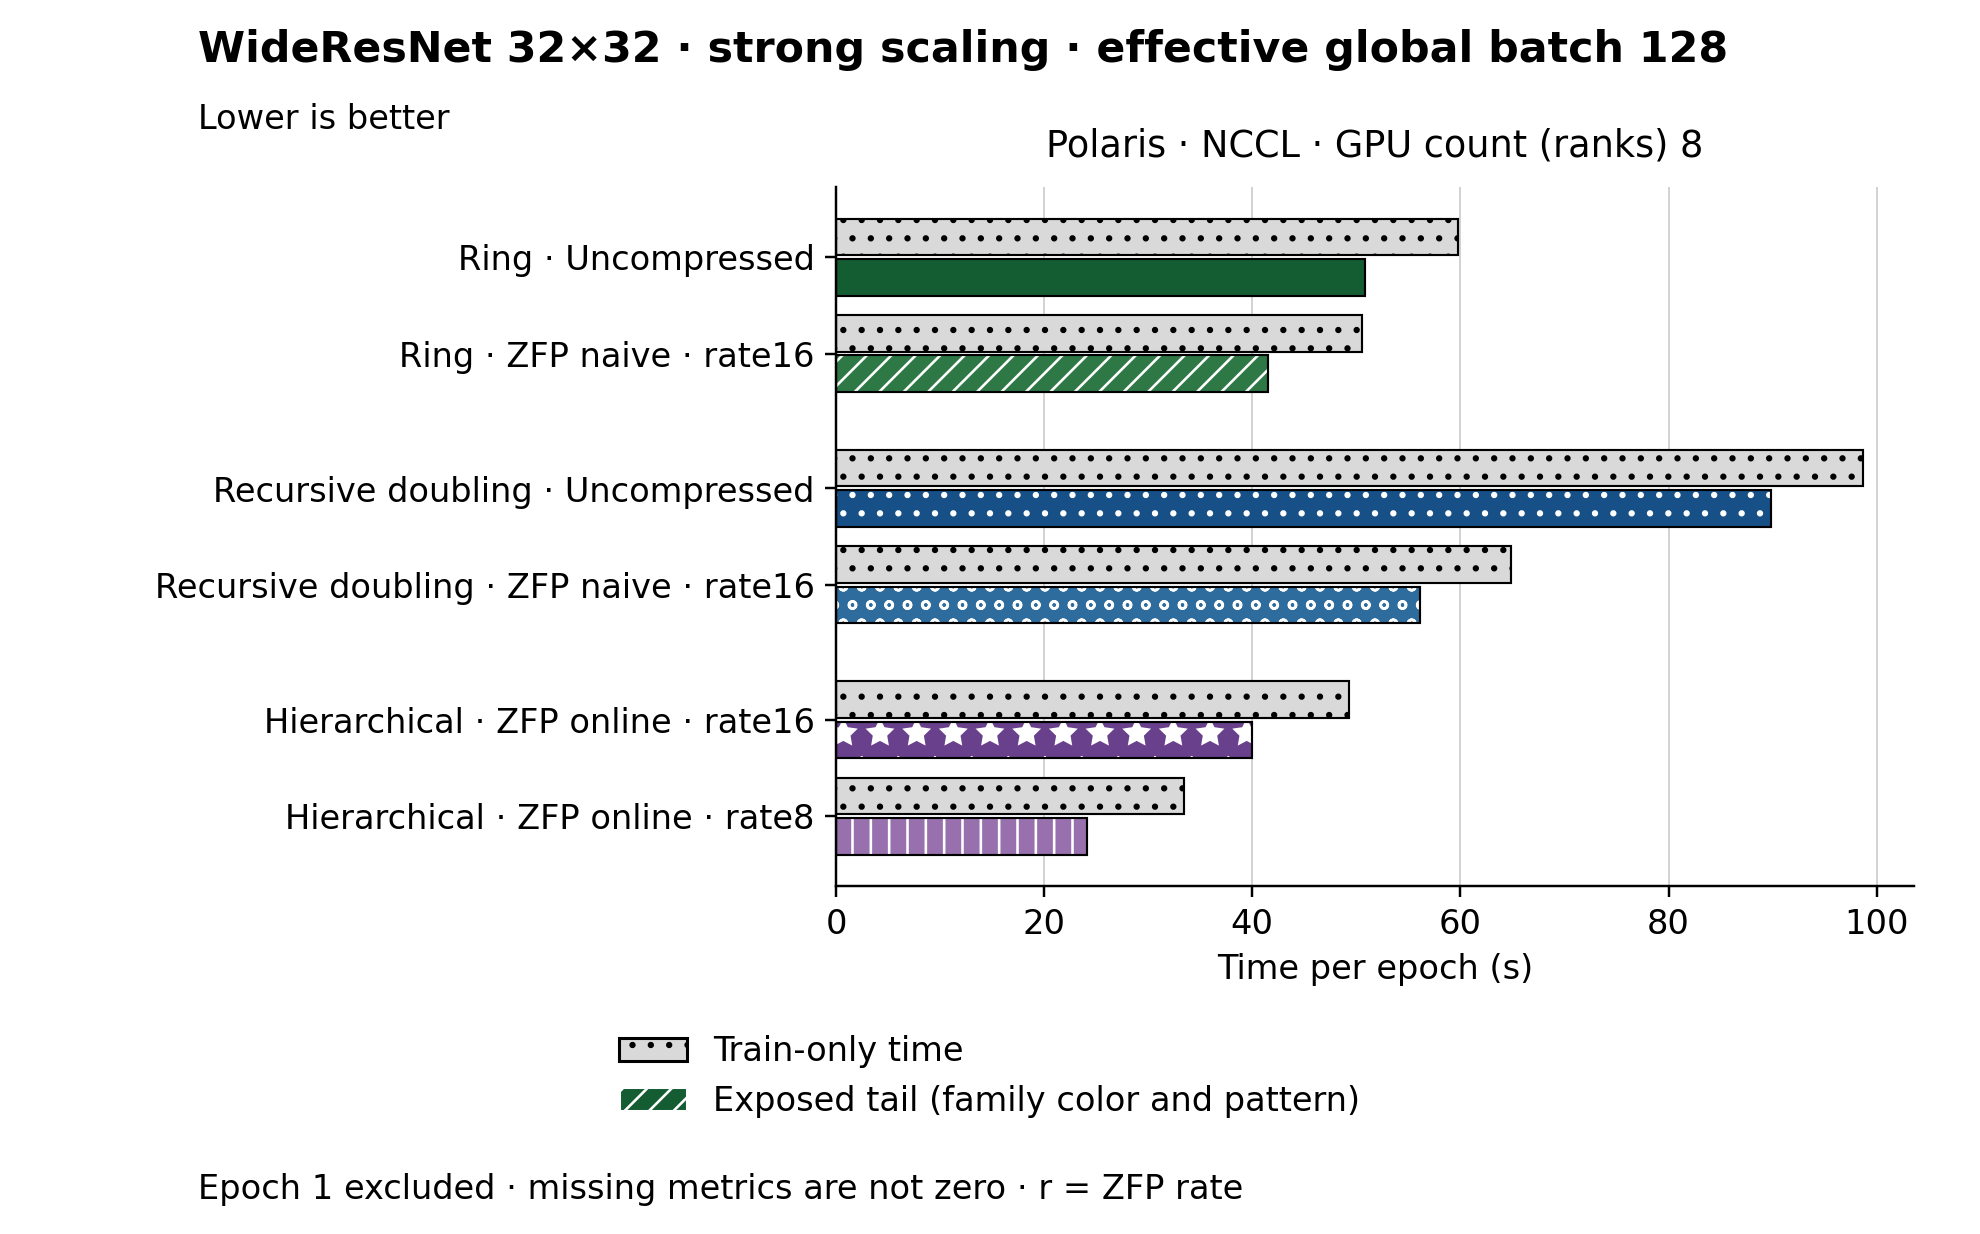 WideResNet 32×32 · strong scaling · effective global batch 128
Lower is better
Polaris · NCCL · GPU count (ranks) 8
Ring · Uncompressed
Ring · ZFP naive · rate16
Recursive doubling · Uncompressed
Recursive doubling · ZFP naive · rate16
Hierarchical · ZFP online · rate16
Hierarchical · ZFP online · rate8
0 20 40 60 80 100
Time per epoch (s)
Train-only time
Exposed tail (family color and pattern)
Epoch 1 excluded · missing metrics are not zero · r = ZFP rate